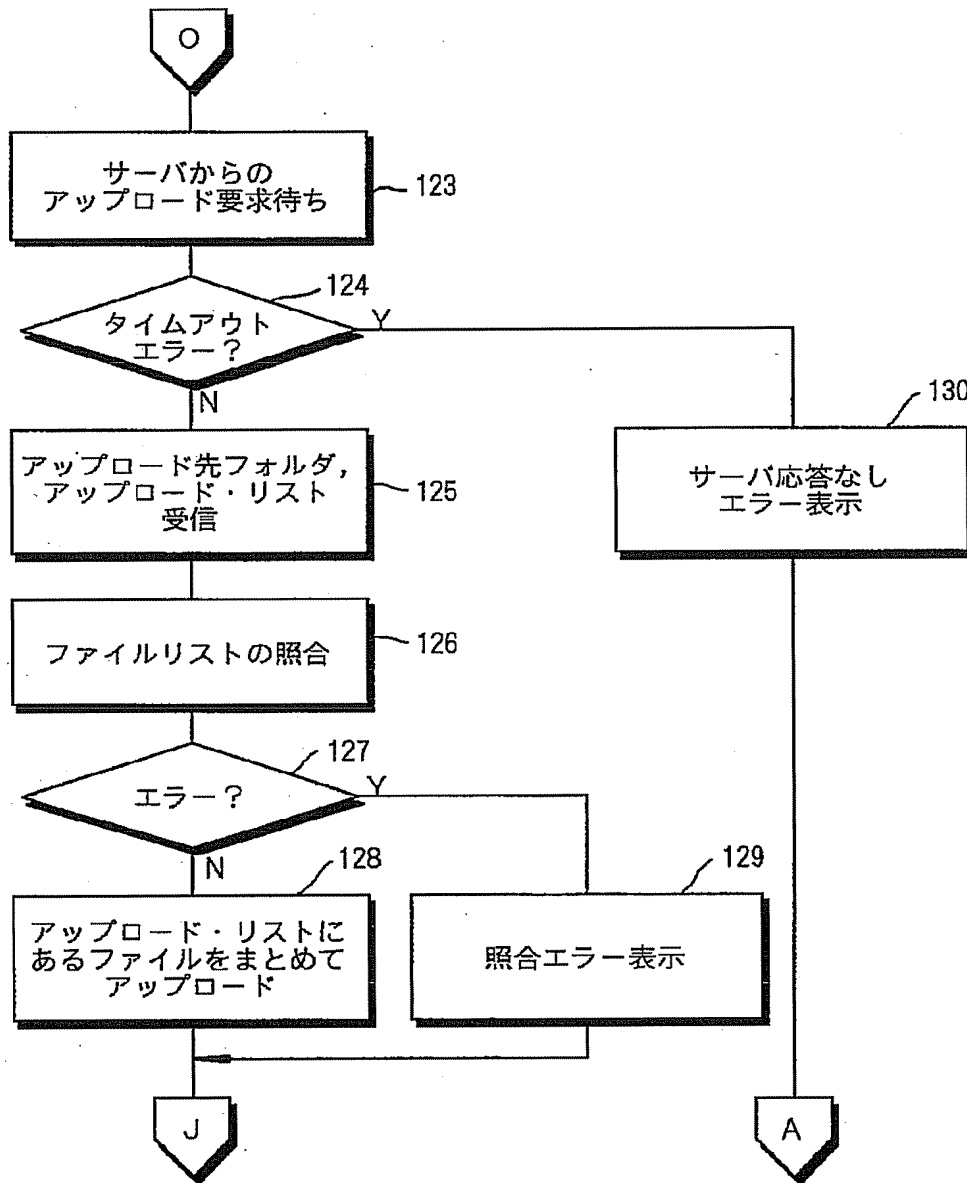 O
サーバからの
アップロード要求待ち
123
124
タイムアウト
エラー?
Y
N
アップロード先フォルダ,
アップロード・リスト
受信
125
130
サーバ応答なし
エラー表示
ファイルリストの照合
126
127
エラー?
Y
N
128
アップロード・リストに
あるファイルをまとめて
アップロード
129
照合エラー表示
J
A